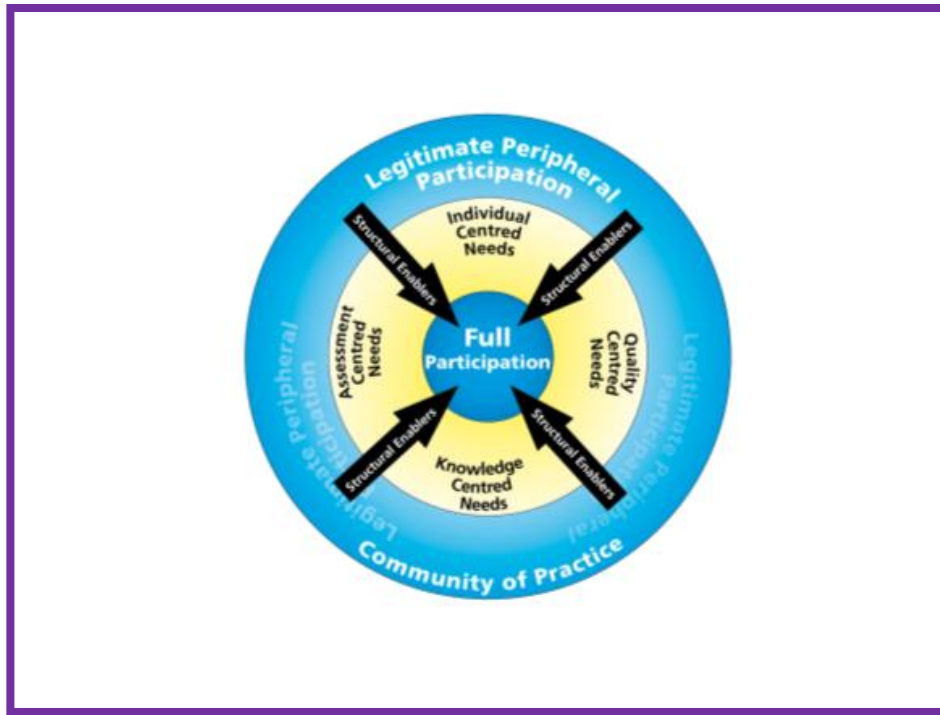 Legitimate Peripheral
Participation
Individual
Centred
Needs
Structural Enablers
Structural Enablers
Assessment
Centred
Needs
Full
Participation
Quality
Centred
Needs
Legitimate Peripheral
Participation
Legitimate Peripheral
Structural Enablers
Structural Enablers
Knowledge
Centred
Needs
Community of Practice